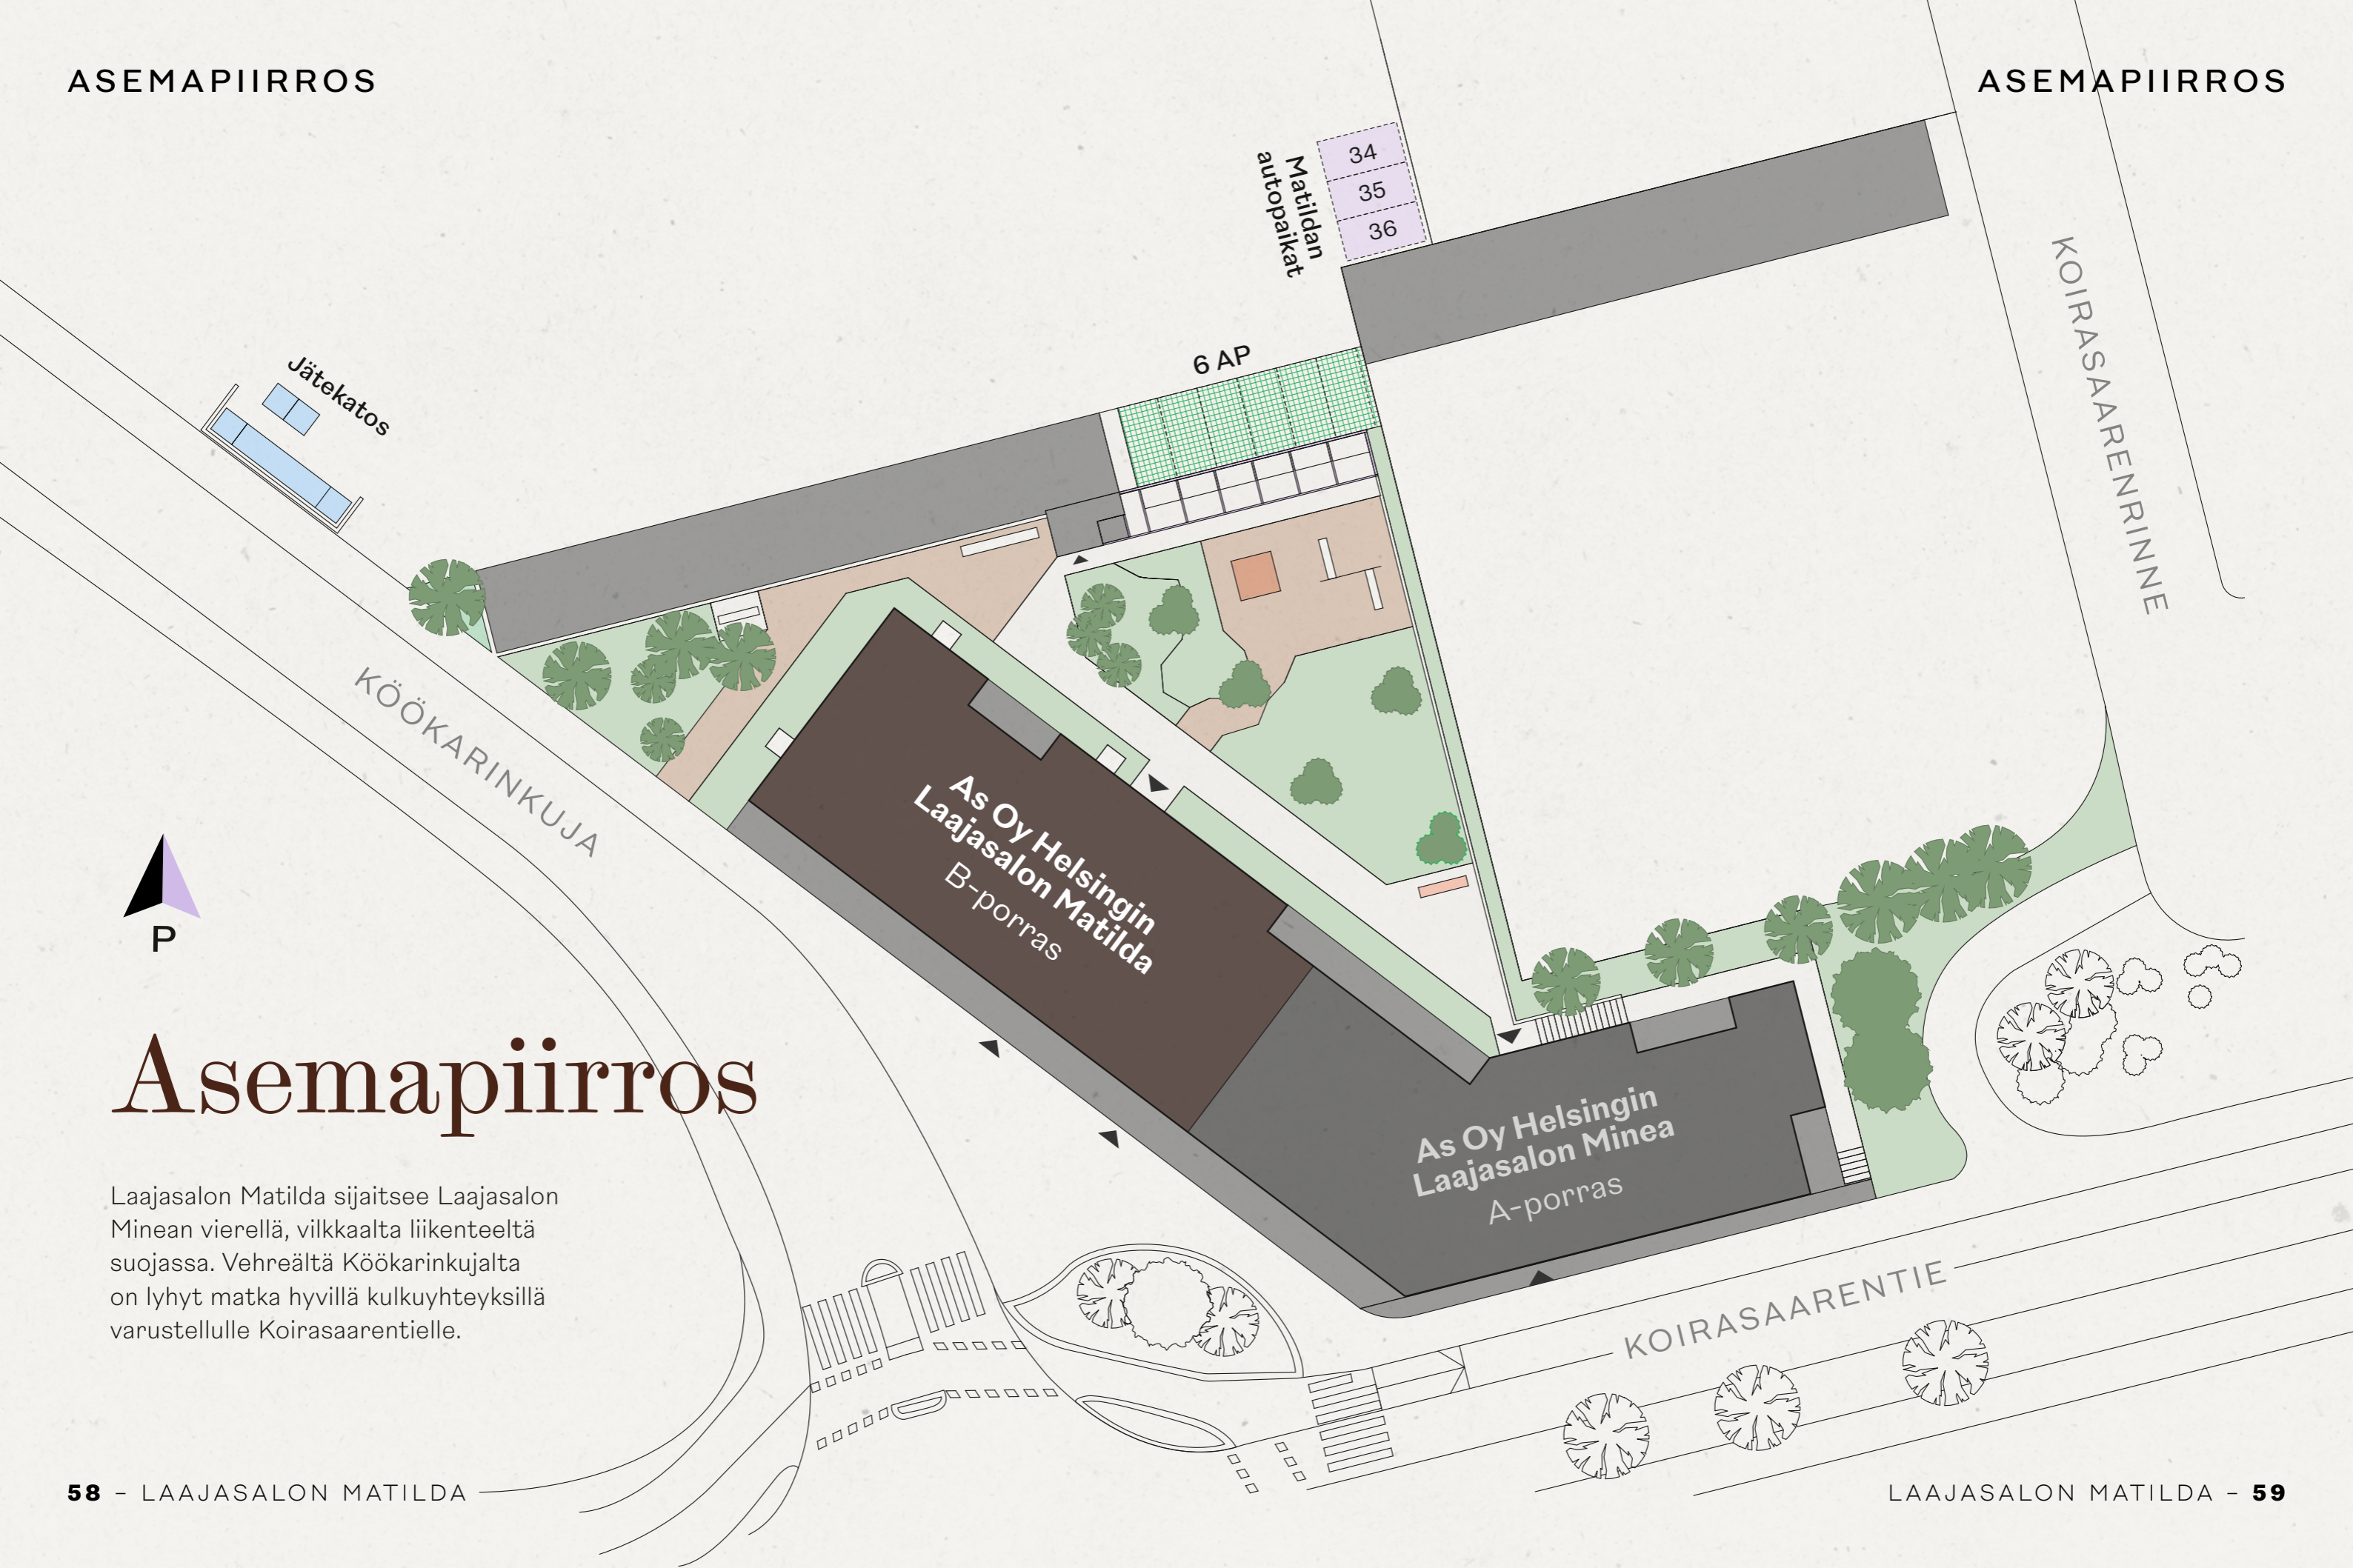 ASEMAPIIRROS
ASEMAPIIRROS
34
35
36
Matildan
autopaikat
KOIRASAARENRINNE
6 AP
Jätekatos
KÖÖKARINKUJA
As Oy Helsingin
Laajasalon Matilda
B-porras
P
As Oy Helsingin
Laajasalon Minea
A-porras
Asemapiirros
Laajasalon Matilda sijaitsee Laajasalon
Minean vierellä, vilkkaalta liikenteeltä
suojassa. Vehreältä Köökarinkujalta
on lyhyt matka hyvillä kulkuyhteyksillä
varustellulle Koirasaarentielle.
KOIRASAARENTIE
58 – LAAJASALON MATILDA
LAAJASALON MATILDA – 59